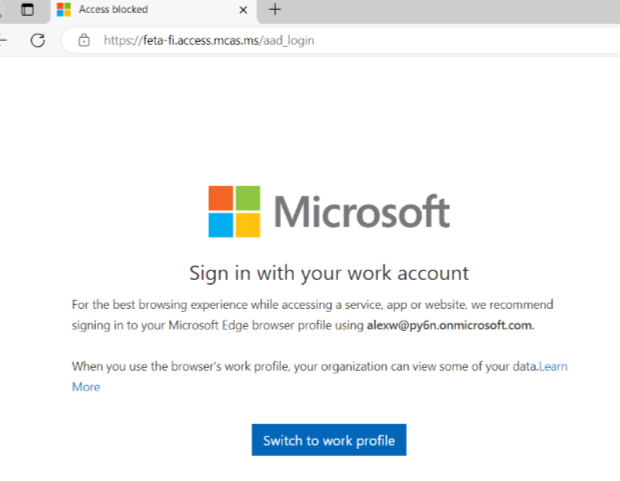 Access blocked
https://feta-fi.access.mcas.ms/aad_login
Microsoft
Sign in with your work account
For the best browsing experience while accessing a service, app or website, we recommend
signing in to your Microsoft Edge browser profile using alexw@py6n.onmicrosoft.com.
When you use the browser's work profile, your organization can view some of your data.Learn
More
Switch to work profile